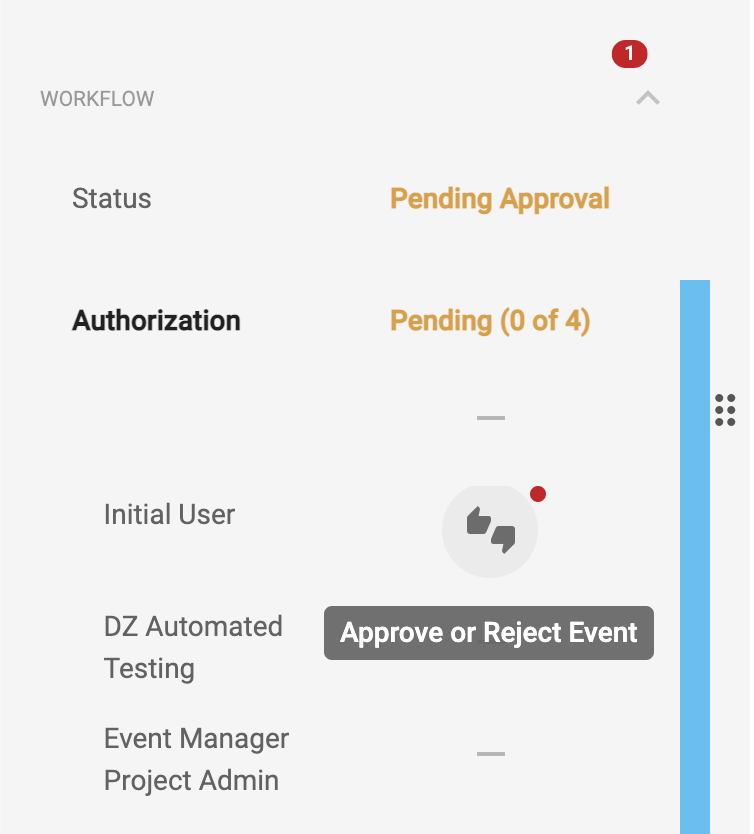 1
WORKFLOW
Status Pending Approval
Authorization Pending (0 of 4)
—
Initial User
DZ Automated
Testing
Approve or Reject Event
Event Manager
Project Admin
—